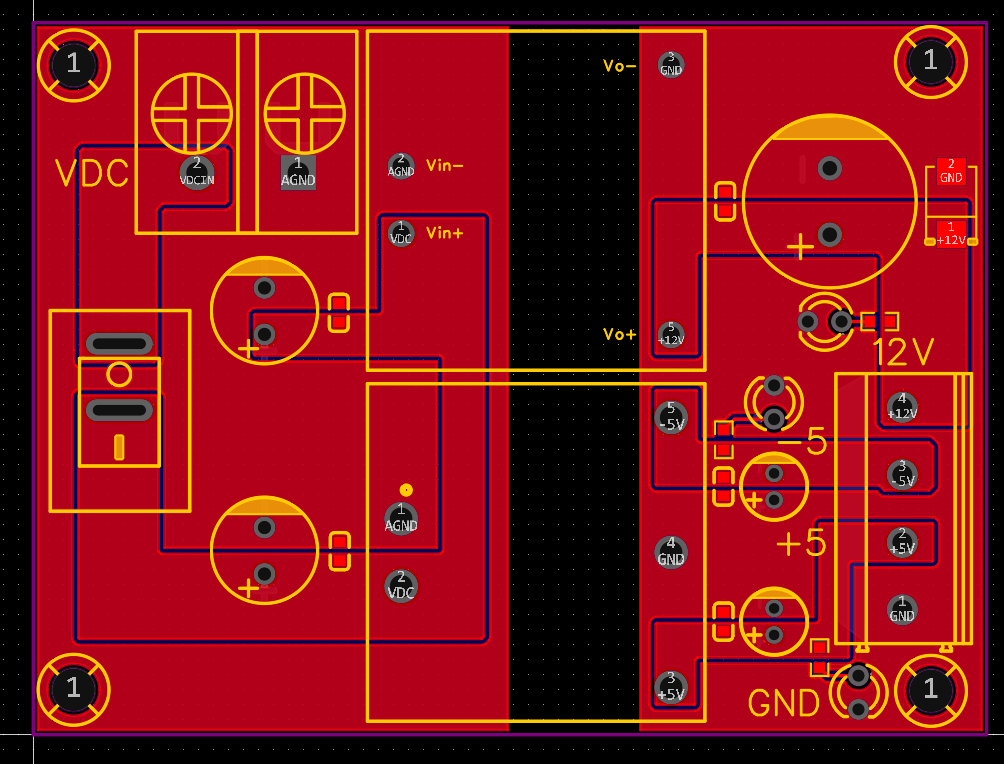 1
1
3
GND
Vo-
2
VDCIN
1
AGND
VDC
2
AGND
Vin-
1
VDC
Vin+
2
GND
1
+12V
+
Vo+
5
+12V
+
12V
4
+12V
5
-5V
-5
3
-5V
+
1
AGND
4
GND
+5
2
+5V
2
VDC
+
1
GND
+
3
+5V
GND
1
1